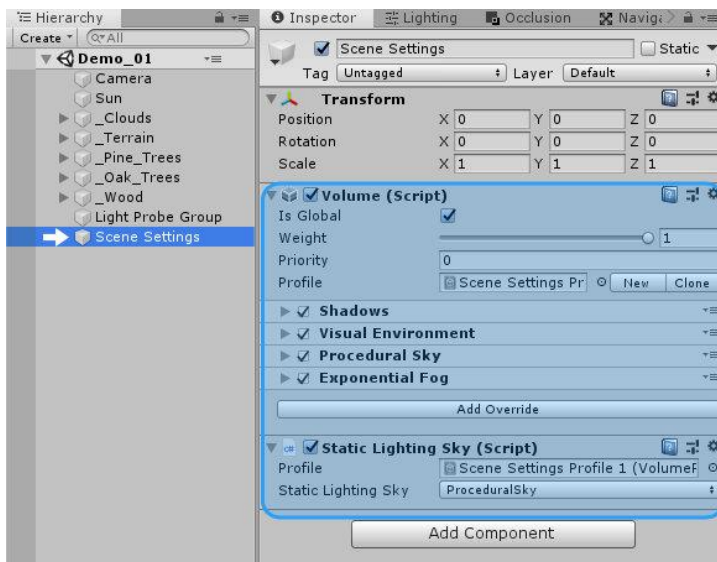 Hierarchy
Create All
Demo_01
Camera
Sun
_Clouds
_Terrain
_Pine_Trees
_Oak_Trees
_Wood
Light Probe Group
Scene Settings
Inspector Lighting Occlusion
Scene Settings Static
Tag Untagged Layer Default
Transform
Position X 0 Y 0 Z 0
Rotation X 0 Y 0 Z 0
Scale X 1 Y 1 Z 1
Volume (Script)
Is Global
Weight 1
Priority 0
Profile Scene Settings Pr New Clone
Shadows
Visual Environment
Procedural Sky
Exponential Fog
Add Override
Static Lighting Sky (Script)
Profile Scene Settings Profile 1 (VolumeF
Static Lighting Sky ProceduralSky
Add Component